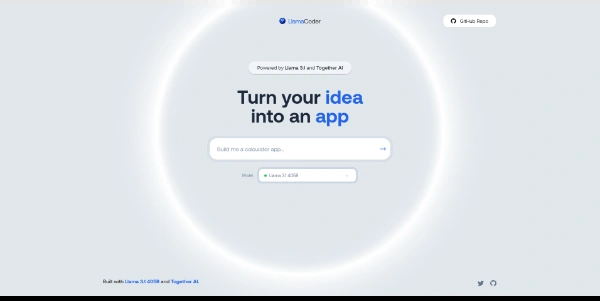 LlamaCoder
GitHub Repo
Powered by Llama 3.1 and Together AI
Turn your idea
into an app
Build me a calculator app...
Model
Llama 3.1 405B
Built with Llama 3.1 405B and Together AI.